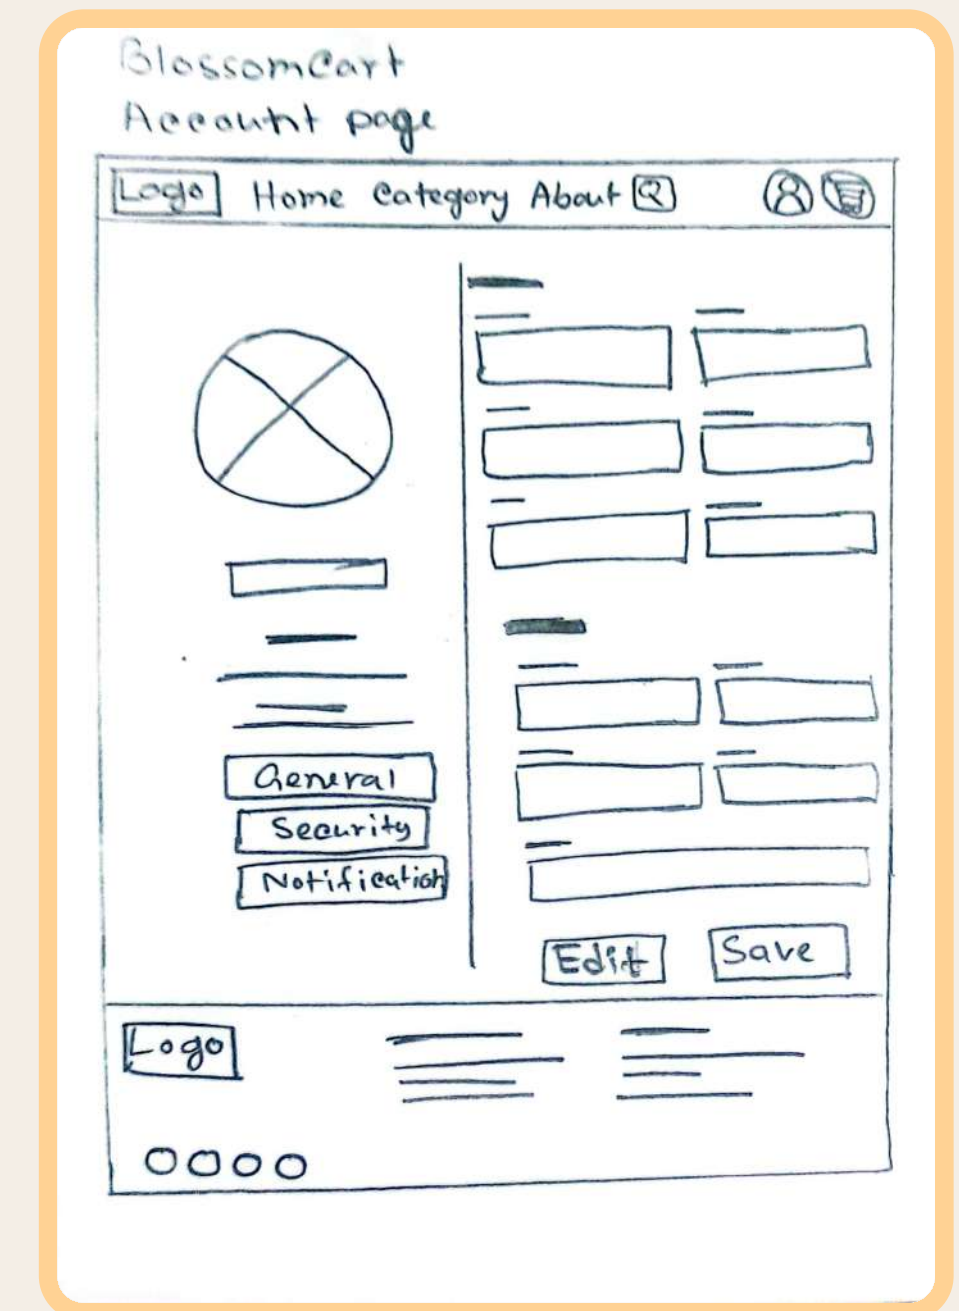 BlossomCart
Account page
Logo Home Category About
General
Security
Notification
Edit Save
Logo